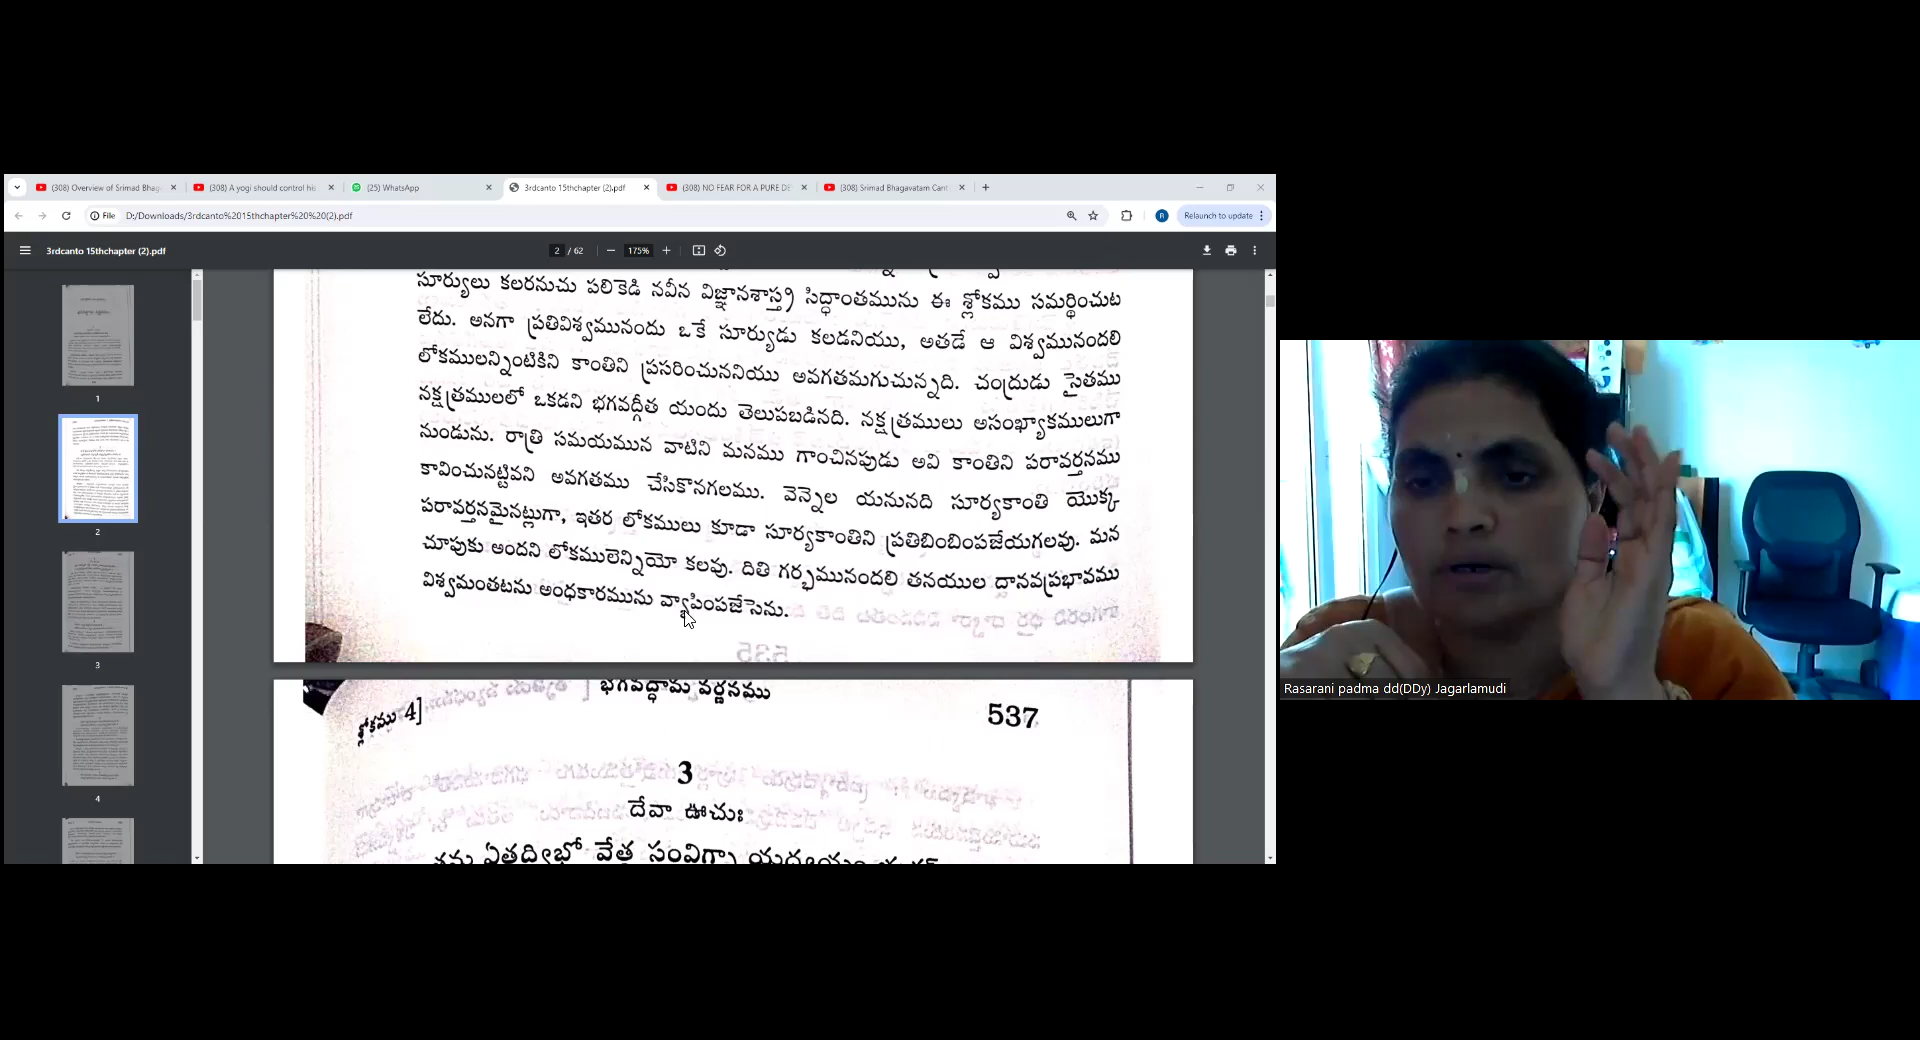 (308) Overview of Srimad Bhag
(308) A yogi should control his
(25) WhatsApp
3rdcanto 15thchapter (2).pdf
(308) NO FEAR FOR A PURE DE
(308) Srimad Bhagavatam Cant
File D:/Downloads/3rdcanto%2015thchapter%20%20(2).pdf
R
Relaunch to update
3rdcanto 15thchapter (2).pdf
2 / 62
175%
1
2
3
4
సూర్యులు కలరనుచు పలికెడి నవీన విజ్ఞానశాస్త్ర సిద్ధాంతమును ఈ శ్లోకము సమర్థించుట
లేదు. అనగా ప్రతివిశ్వమునందు ఒకే సూర్యుడు కలడనియు, అతడే ఆ విశ్వమునందలి
లోకములన్నింటికిని కాంతిని ప్రసరించుననియు అవగతమగుచున్నది. చంద్రుడు సైతము
నక్షత్రములలో ఒకడని భగవద్గీత యందు తెలుపబడినది. నక్షత్రములు అసంఖ్యాకములుగా
నుండును. రాత్రి సమయమున వాటిని మనము గాంచినపుడు అవి కాంతిని పరావర్తనము
కావించునట్టివని అవగతము చేసికొనగలము. వెన్నెల యనునది సూర్యకాంతి యొక్క
పరావర్తనమైనట్లుగా, ఇతర లోకములు కూడా సూర్యకాంతిని ప్రతిబింబింపజేయగలవు. మన
చూపుకు అందని లోకములెన్నియో కలవు. దితి గర్భమునందలి తనయుల దానవప్రభావము
విశ్వమంతటను అంధకారమును వ్యాపింపజేసెను.
535
శ్లోకము 4]
భగవద్ధామ వర్ణనము
537
3
దేవా ఊచుః
ఏతద్విభో వేత్థ సంవిగ్నా
Rasarani padma dd(DDy) Jagarlamudi